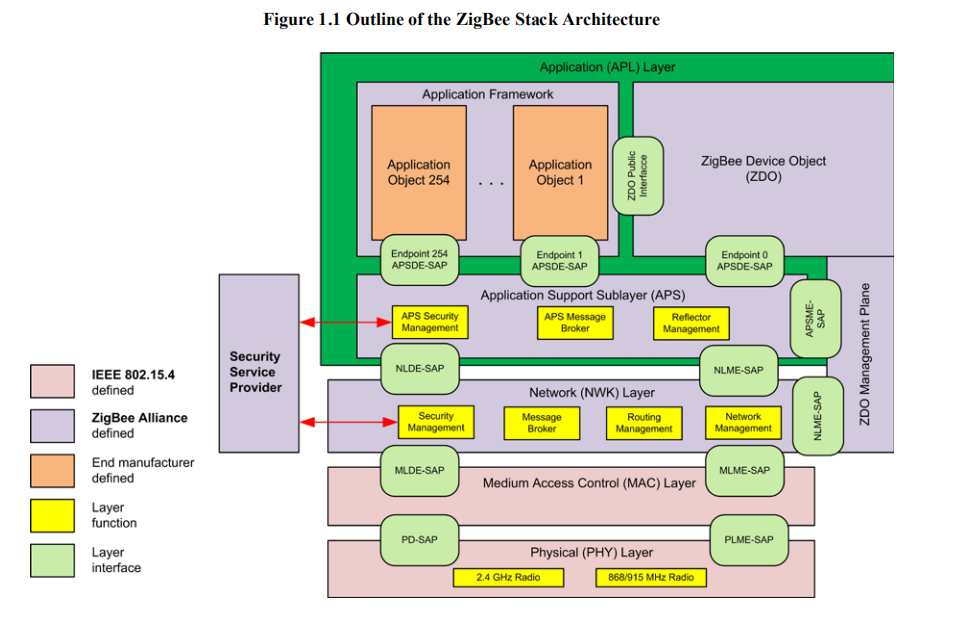 Figure 1.1 Outline of the ZigBee Stack Architecture
Application (APL) Layer
Application Framework
Application
Object 254
. . .
Application
Object 1
ZDO Public
Interfacce
ZigBee Device Object
(ZDO)
Endpoint 254
APSDE-SAP
Endpoint 1
APSDE-SAP
Endpoint 0
APSDE-SAP
Application Support Sublayer (APS)
APS Security
Management
APS Message
Broker
Reflector
Management
APSME-
SAP
ZDO Management Plane
Security
Service
Provider
NLDE-SAP
NLME-SAP
Network (NWK) Layer
Security
Management
Message
Broker
Routing
Management
Network
Management
NLME-SAP
MLDE-SAP
MLME-SAP
Medium Access Control (MAC) Layer
PD-SAP
PLME-SAP
Physical (PHY) Layer
2.4 GHz Radio
868/915 MHz Radio
IEEE 802.15.4
defined
ZigBee Alliance
defined
End manufacturer
defined
Layer
function
Layer
interface